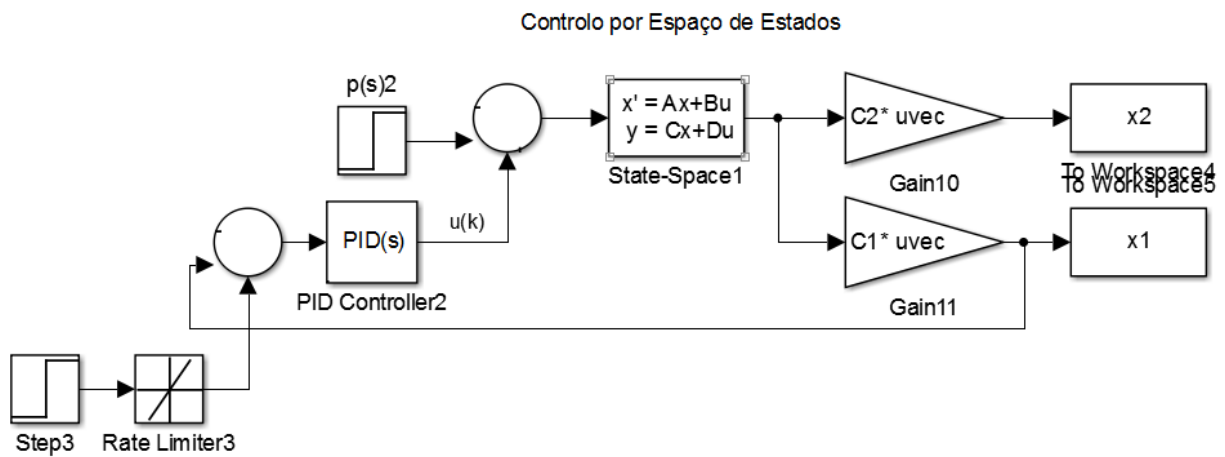 Controlo por Espaço de Estados
p(s)2
x' = Ax+Bu
y = Cx+Du
State-Space1
C2* uvec
Gain10
x2
To Workspace4
To Workspace5
PID(s)
u(k)
PID Controller2
C1* uvec
Gain11
x1
Step3
Rate Limiter3